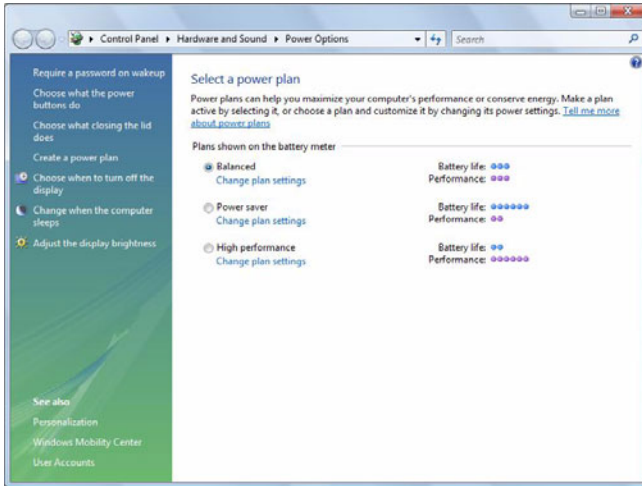 Control Panel ▸ Hardware and Sound ▸ Power Options
Search
Require a password on wakeup
Choose what the power
buttons do
Choose what closing the lid
does
Create a power plan
Choose when to turn off the
display
Change when the computer
sleeps
Adjust the display brightness
See also
Personalization
Windows Mobility Center
User Accounts
Select a power plan
Power plans can help you maximize your computer's performance or conserve energy. Make a plan
active by selecting it, or choose a plan and customize it by changing its power settings. Tell me more
about power plans
Plans shown on the battery meter
Balanced Battery life:
Change plan settings Performance:
Power saver Battery life:
Change plan settings Performance:
High performance Battery life:
Change plan settings Performance: